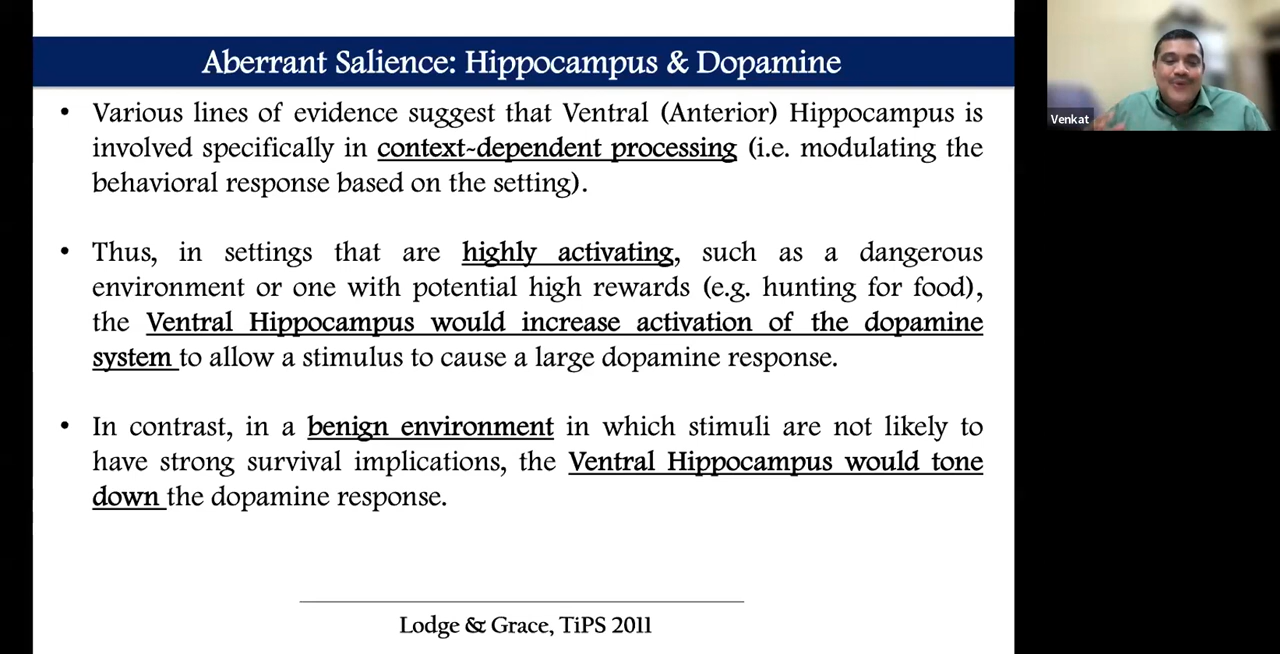 Aberrant Salience: Hippocampus & Dopamine
• Various lines of evidence suggest that Ventral (Anterior) Hippocampus is
involved specifically in context-dependent processing (i.e. modulating the
behavioral response based on the setting).
• Thus, in settings that are highly activating, such as a dangerous
environment or one with potential high rewards (e.g. hunting for food),
the Ventral Hippocampus would increase activation of the dopamine
system to allow a stimulus to cause a large dopamine response.
• In contrast, in a benign environment in which stimuli are not likely to
have strong survival implications, the Ventral Hippocampus would tone
down the dopamine response.
Lodge & Grace, TiPS 2011
Venkat